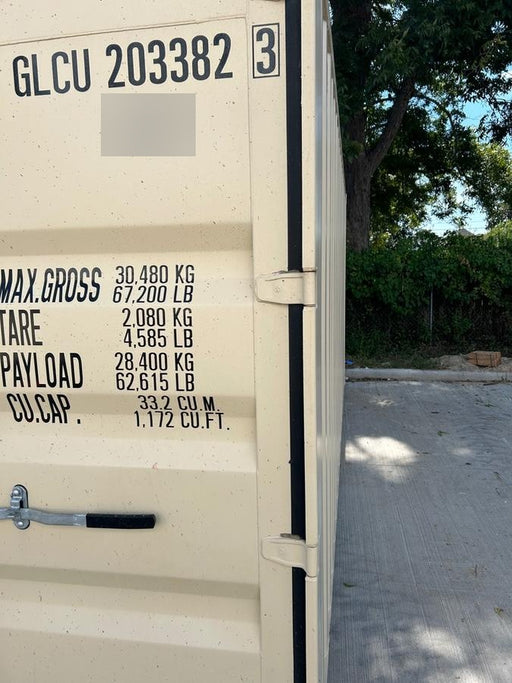 GLCU 203382 3
MAX.GROSS 30,480 KG
67,200 LB
TARE 2,080 KG
4,585 LB
PAYLOAD 28,400 KG
62,615 LB
CU.CAP. 33.2 CU.M.
1,172 CU.FT.